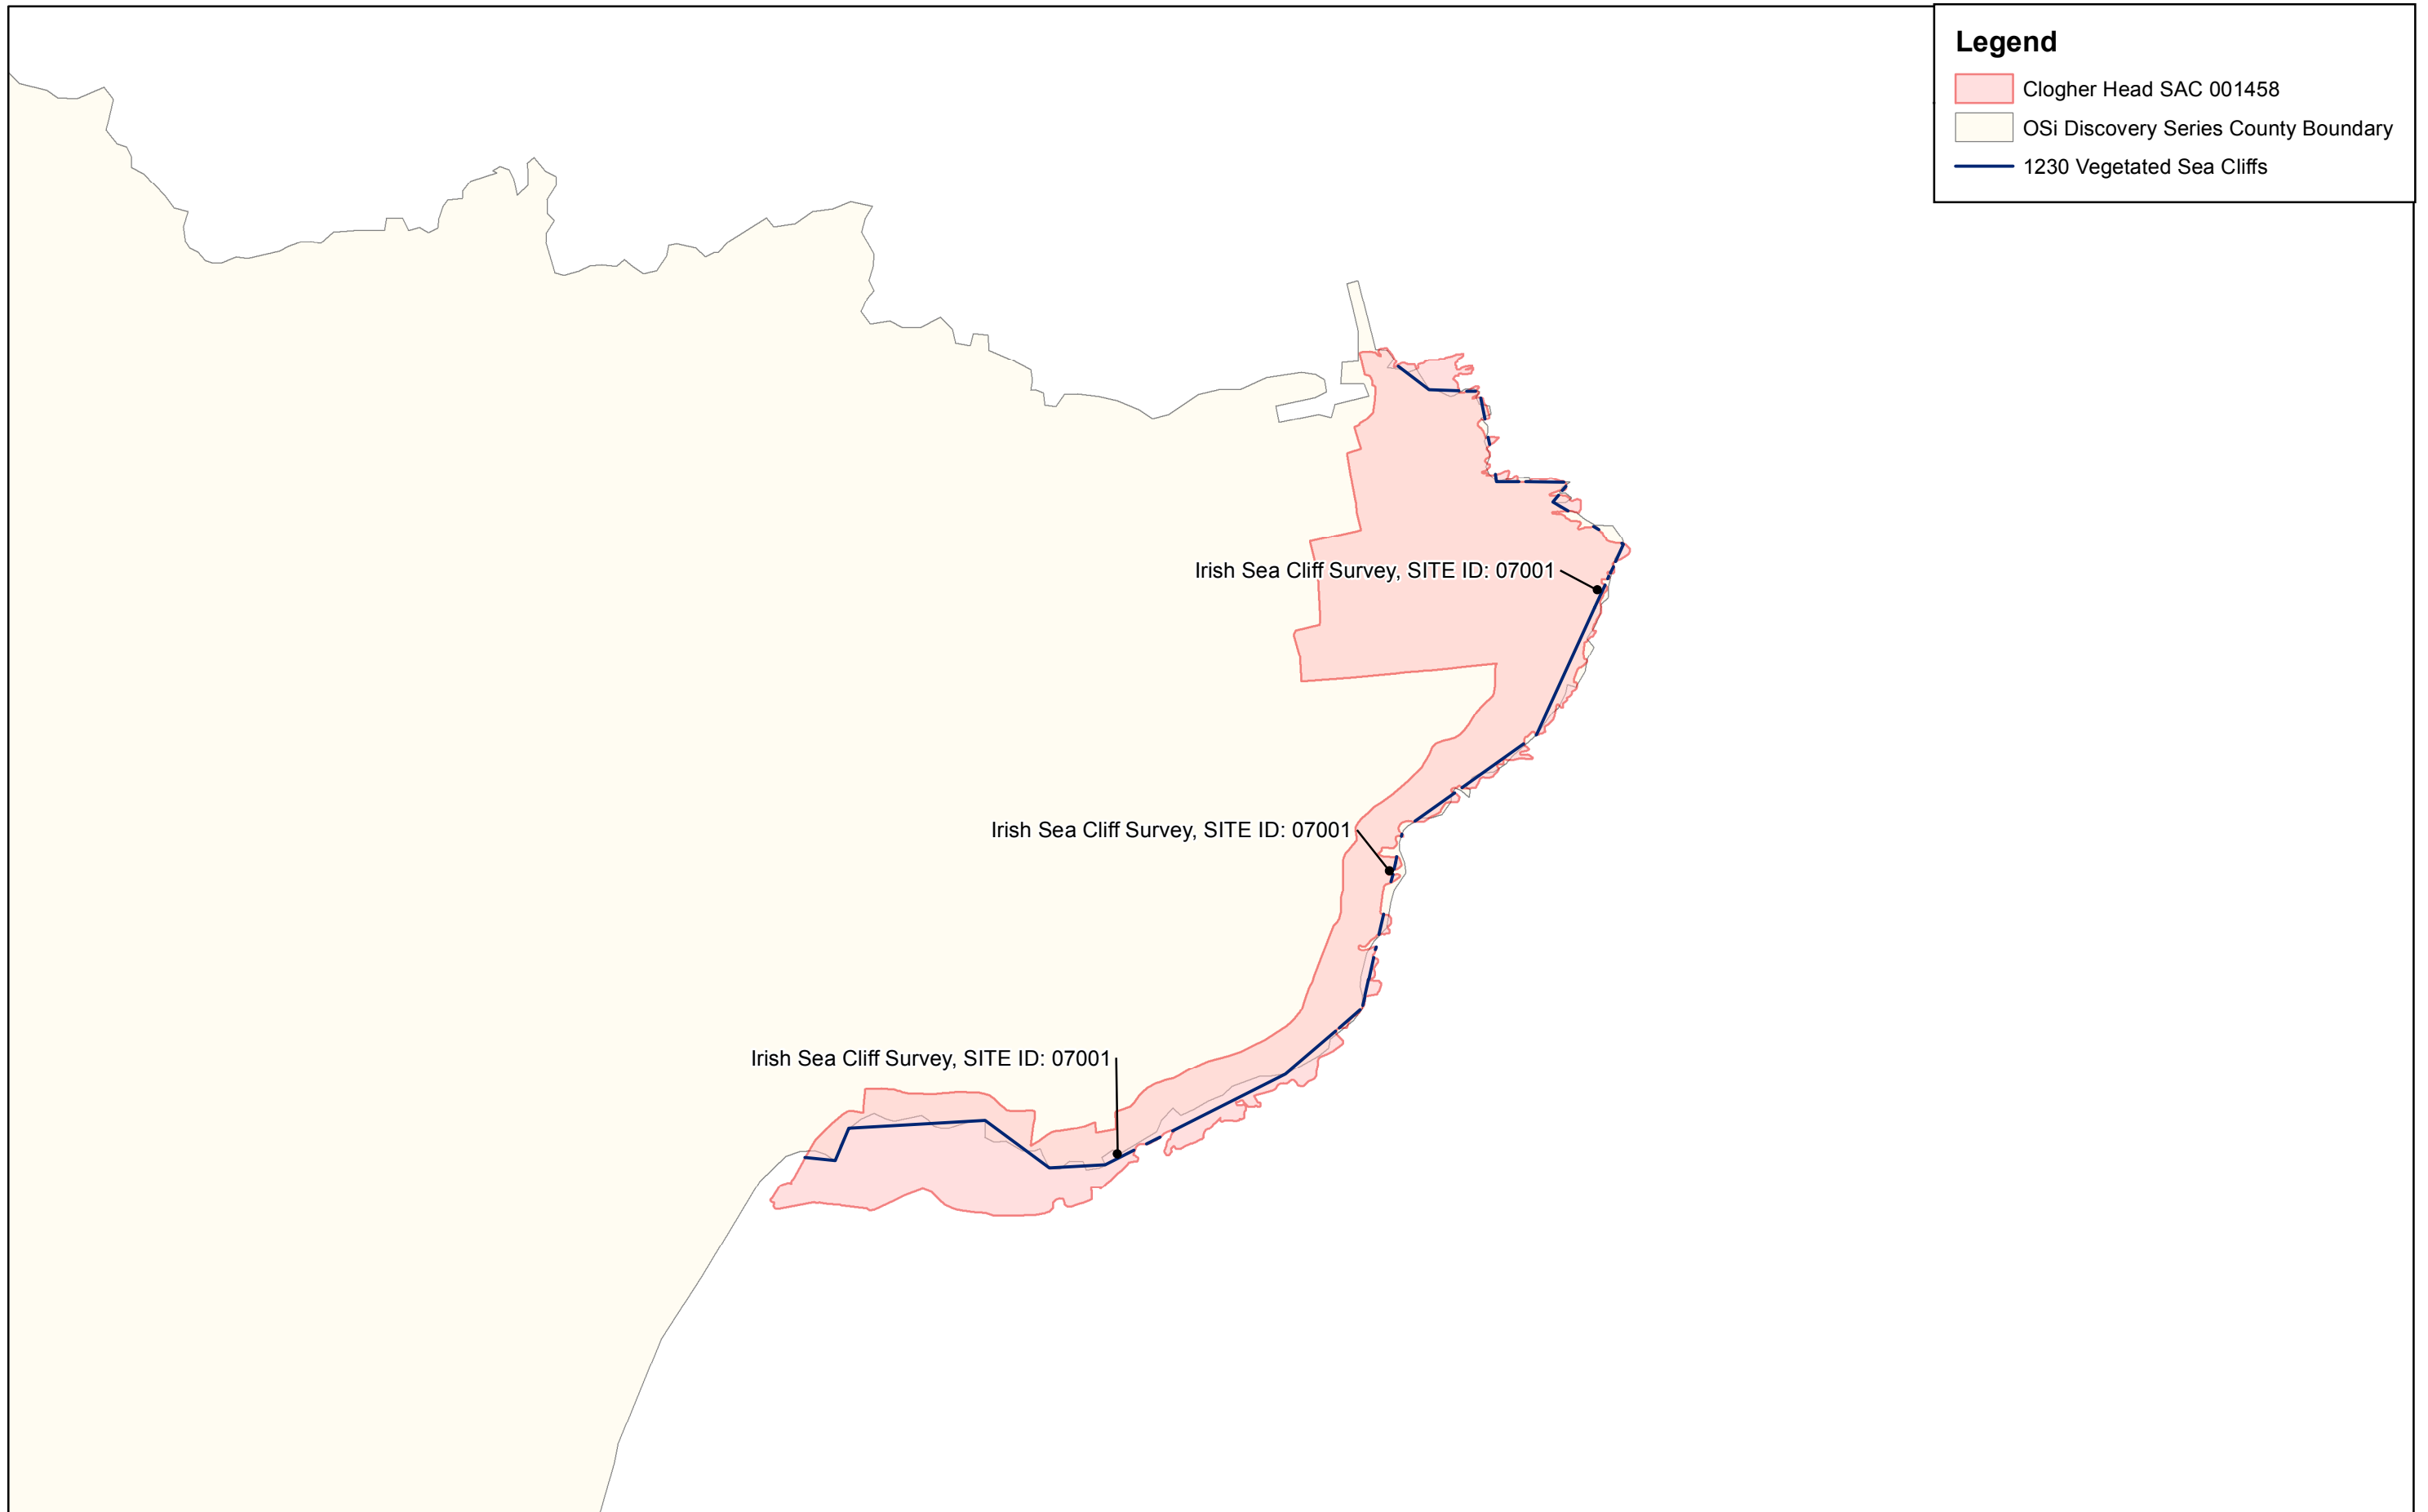 Legend
Clogher Head SAC 001458
OSi Discovery Series County Boundary
1230 Vegetated Sea Cliffs
Irish Sea Cliff Survey, SITE ID: 07001
Irish Sea Cliff Survey, SITE ID: 07001
Irish Sea Cliff Survey, SITE ID: 07001